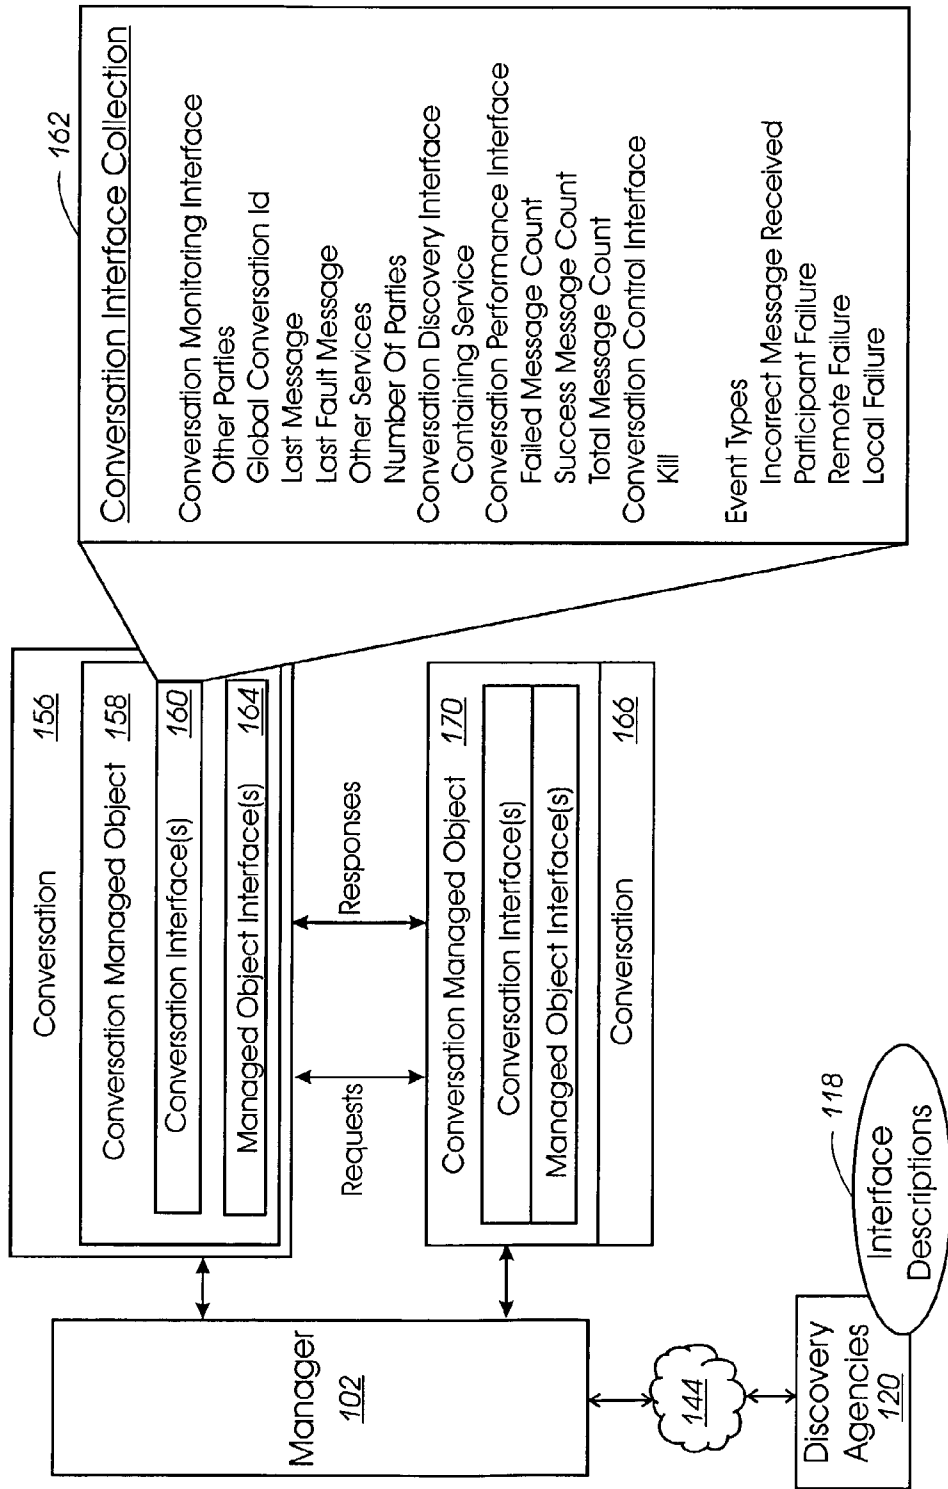 162
Conversation Interface Collection
Conversation Monitoring Interface
Other Parties
Global Conversation Id
Last Message
Last Fault Message
Other Services
Number Of Parties
Conversation Discovery Interface
Containing Service
Conversation Performance Interface
Failed Message Count
Success Message Count
Total Message Count
Conversation Control Interface
Kill
Event Types
Incorrect Message Received
Participant Failure
Remote Failure
Local Failure
Conversation 156
Conversation Managed Object 158
Conversation Interface(s) 160
Managed Object Interface(s) 164
Requests
Responses
Conversation Managed Object 170
Conversation Interface(s)
Managed Object Interface(s)
Conversation 166
Manager
102
144
Discovery
Agencies
120
118
Interface
Descriptions